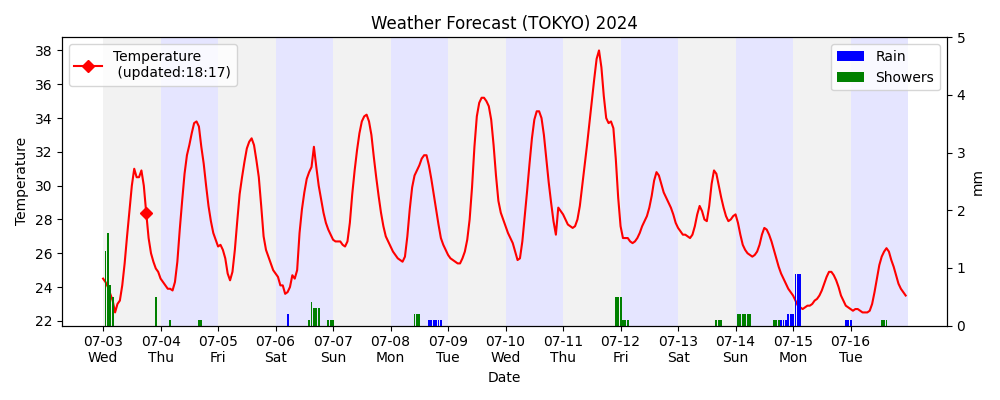 Weather Forecast (TOKYO) 2024
Temperature
(updated:18:17)
Rain
Showers
38
36
34
32
30
28
26
24
22
Temperature
5
4
3
2
1
0
mm
07-03 07-04 07-05 07-06 07-07 07-08 07-09 07-10 07-11 07-12 07-13 07-14 07-15 07-16
Wed Thu Fri Sat Sun Mon Tue Wed Thu Fri Sat Sun Mon Tue
Date